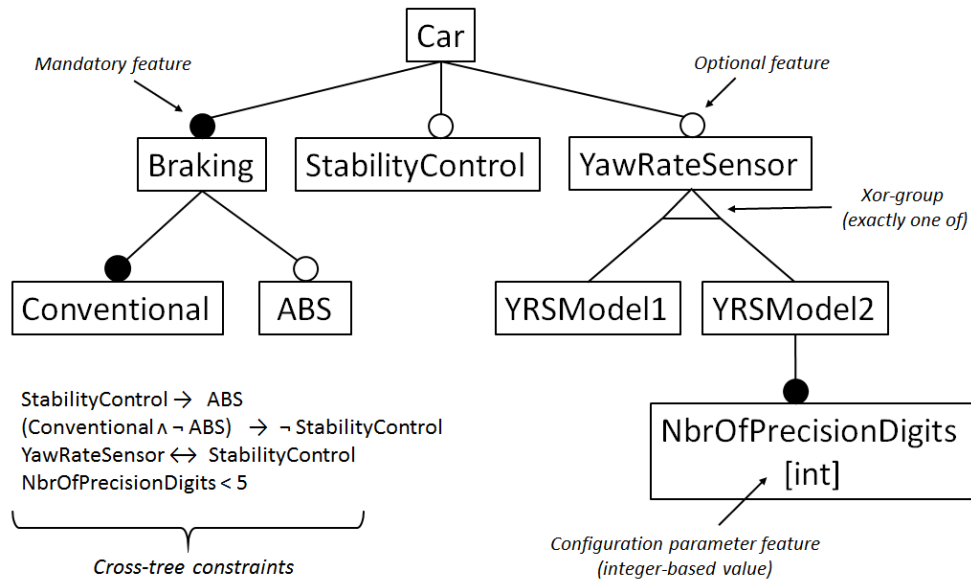 Car
Mandatory feature
Optional feature
Braking
StabilityControl
YawRateSensor
Xor-group
(exactly one of)
Conventional
ABS
YRSModel1
YRSModel2
StabilityControl → ABS
(Conventional ∧ ¬ ABS) → ¬ StabilityControl
YawRateSensor ↔ StabilityControl
NbrOfPrecisionDigits < 5
NbrOfPrecisionDigits
[int]
Cross-tree constraints
Configuration parameter feature
(integer-based value)